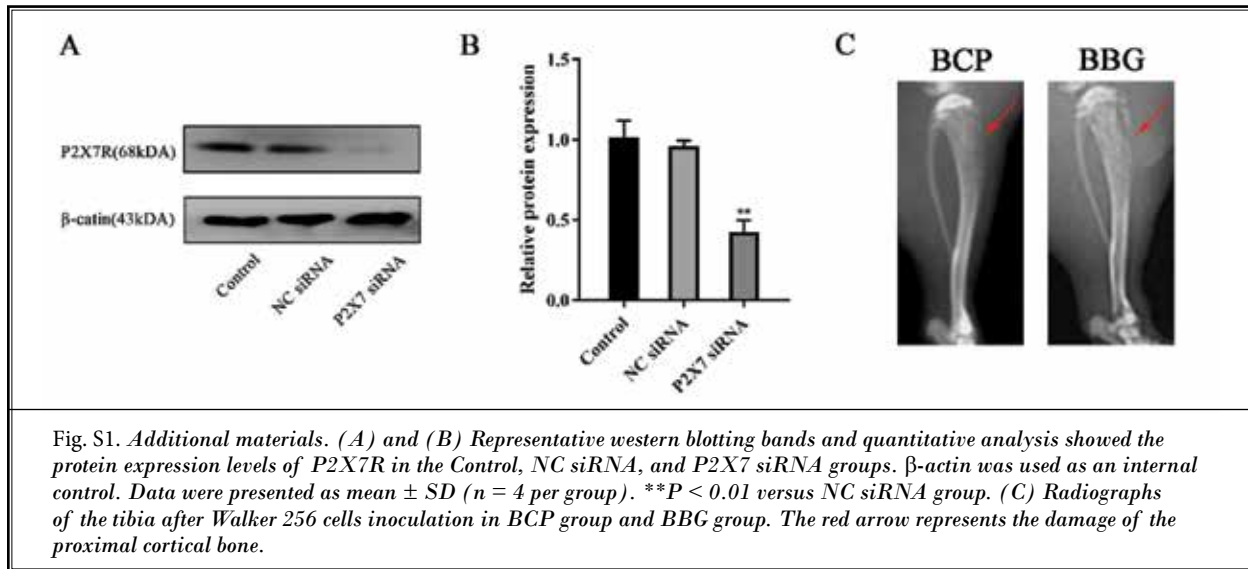 A
P2X7R(68kDA)
β-catin(43kDA)
Control
NC siRNA
P2X7 siRNA
B
Relative protein expression
1.5
1.0
0.5
0.0
**
Control
NC siRNA
P2X7 siRNA
C
BCP
BBG
Fig. S1. Additional materials. (A) and (B) Representative western blotting bands and quantitative analysis showed the
protein expression levels of P2X7R in the Control, NC siRNA, and P2X7 siRNA groups. β-actin was used as an internal
control. Data were presented as mean ± SD (n = 4 per group). **P < 0.01 versus NC siRNA group. (C) Radiographs
of the tibia after Walker 256 cells inoculation in BCP group and BBG group. The red arrow represents the damage of the
proximal cortical bone.